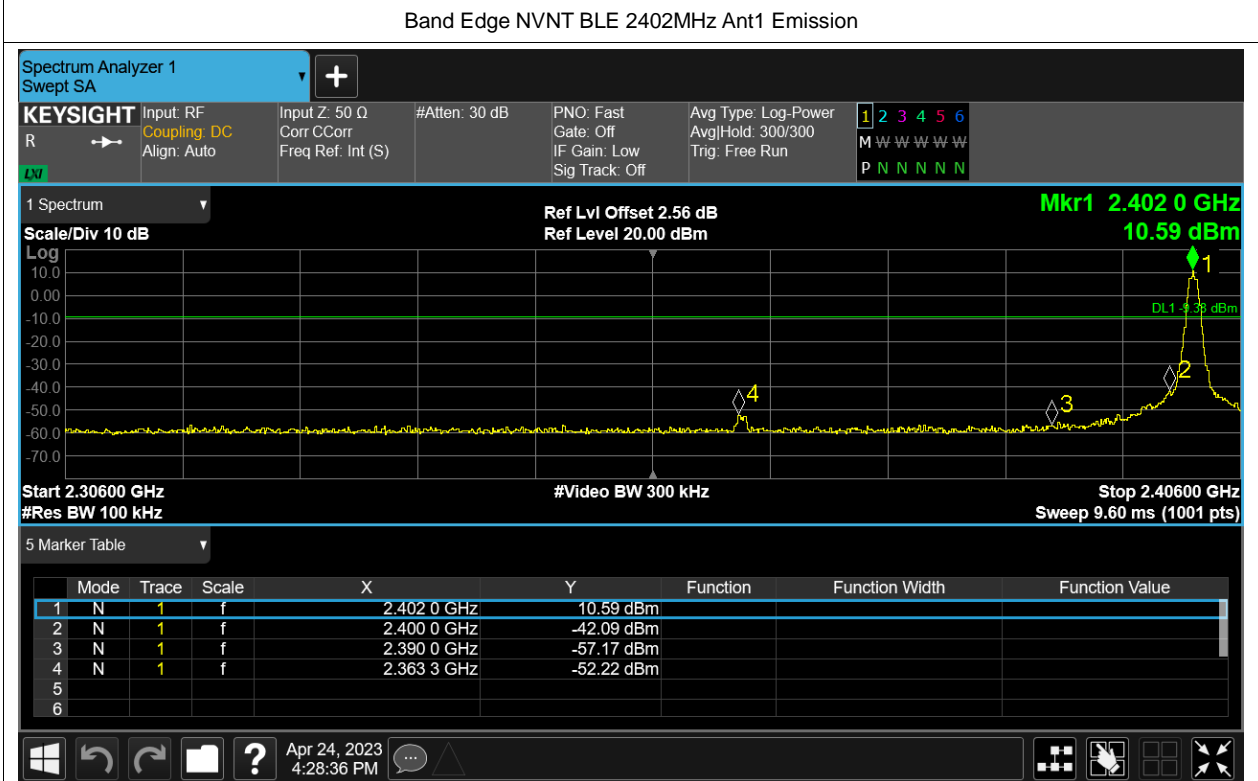 Band Edge NVNT BLE 2402MHz Ant1 Emission
Spectrum Analyzer 1
Swept SA
KEYSIGHT
R
LXI
Input: RF
Coupling: DC
Align: Auto
Input Z: 50 Ω
Corr CCorr
Freq Ref: Int (S)
#Atten: 30 dB
PNO: Fast
Gate: Off
IF Gain: Low
Sig Track: Off
Avg Type: Log-Power
Avg|Hold: 300/300
Trig: Free Run
1 2 3 4 5 6
M W W W W W
P N N N N N
1 Spectrum
Scale/Div 10 dB
Ref Lvl Offset 2.56 dB
Ref Level 20.00 dBm
Mkr1 2.402 0 GHz
10.59 dBm
Log
10.0
0.00
-10.0
-20.0
-30.0
-40.0
-50.0
-60.0
-70.0
1
DL1 -9.38 dBm
2
4
3
Start 2.30600 GHz
#Video BW 300 kHz
Stop 2.40600 GHz
#Res BW 100 kHz
Sweep 9.60 ms (1001 pts)
5 Marker Table
Mode Trace Scale X Y Function Function Width Function Value
1 N 1 f 2.402 0 GHz 10.59 dBm
2 N 1 f 2.400 0 GHz -42.09 dBm
3 N 1 f 2.390 0 GHz -57.17 dBm
4 N 1 f 2.363 3 GHz -52.22 dBm
5
6
?
Apr 24, 2023
4:28:36 PM